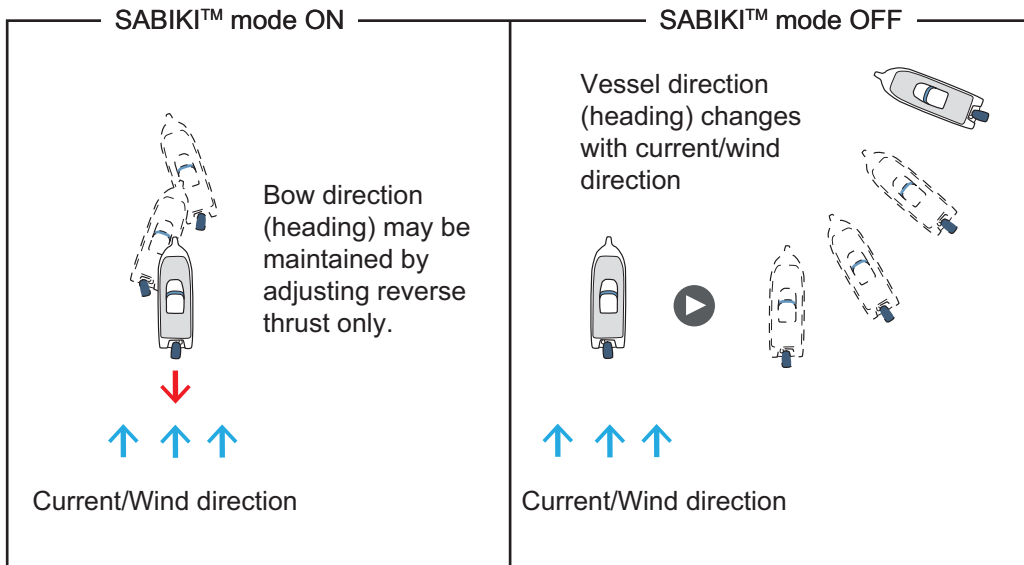 SABIKI™ mode ON
Bow direction
(heading) may be
maintained by
adjusting reverse
thrust only.
Current/Wind direction
SABIKI™ mode OFF
Vessel direction
(heading) changes
with current/wind
direction
Current/Wind direction